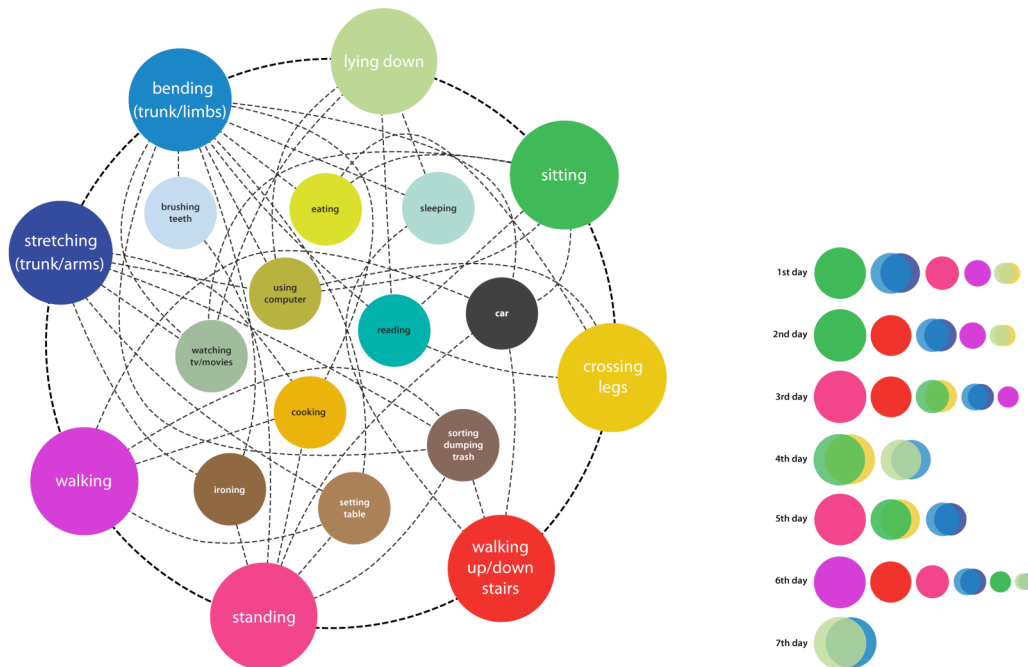 lying down
bending
(trunk/limbs)
sitting
brushing
teeth
eating
sleeping
stretching
(trunk/arms)
using
computer
car
reading
watching
tv/movies
crossing
legs
cooking
sorting
dumping
trash
walking
ironing
setting
table
walking
up/down
stairs
standing
1st day
2nd day
3rd day
4th day
5th day
6th day
7th day